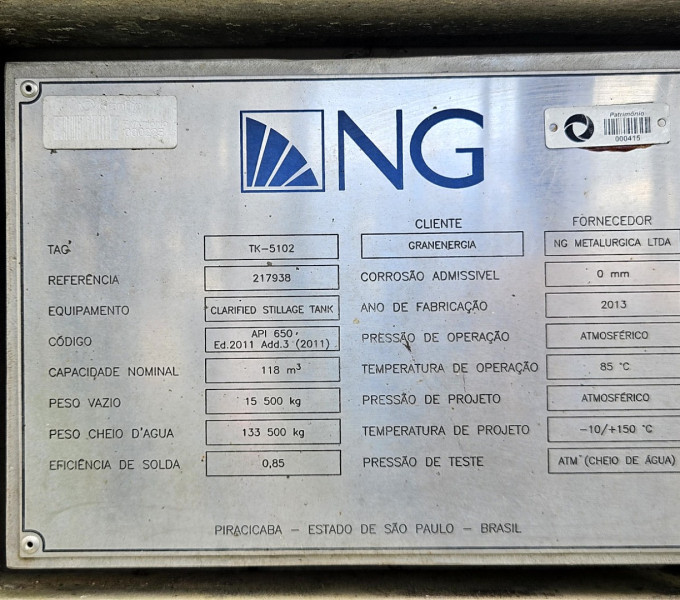 NG
Patrimônio
000415
CLIENTE FORNECEDOR
TAG TK-5102 GRANENERGIA NG METALURGICA LTDA
REFERÊNCIA 217938 CORROSÃO ADMISSIVEL 0 mm
EQUIPAMENTO CLARIFIED STILLAGE TANK ANO DE FABRICAÇÃO 2013
CÓDIGO API 650 Ed.2011 Add.3 (2011) PRESSÃO DE OPERAÇÃO ATMOSFÉRICO
CAPACIDADE NOMINAL 118 m³ TEMPERATURA DE OPERAÇÃO 85 °C
PESO VAZIO 15 500 kg PRESSÃO DE PROJETO ATMOSFÉRICO
PESO CHEIO D'AGUA 133 500 kg TEMPERATURA DE PROJETO -10/+150 °C
EFICIÊNCIA DE SOLDA 0,85 PRESSÃO DE TESTE ATM (CHEIO DE ÁGUA)
PIRACICABA - ESTADO DE SÃO PAULO - BRASIL